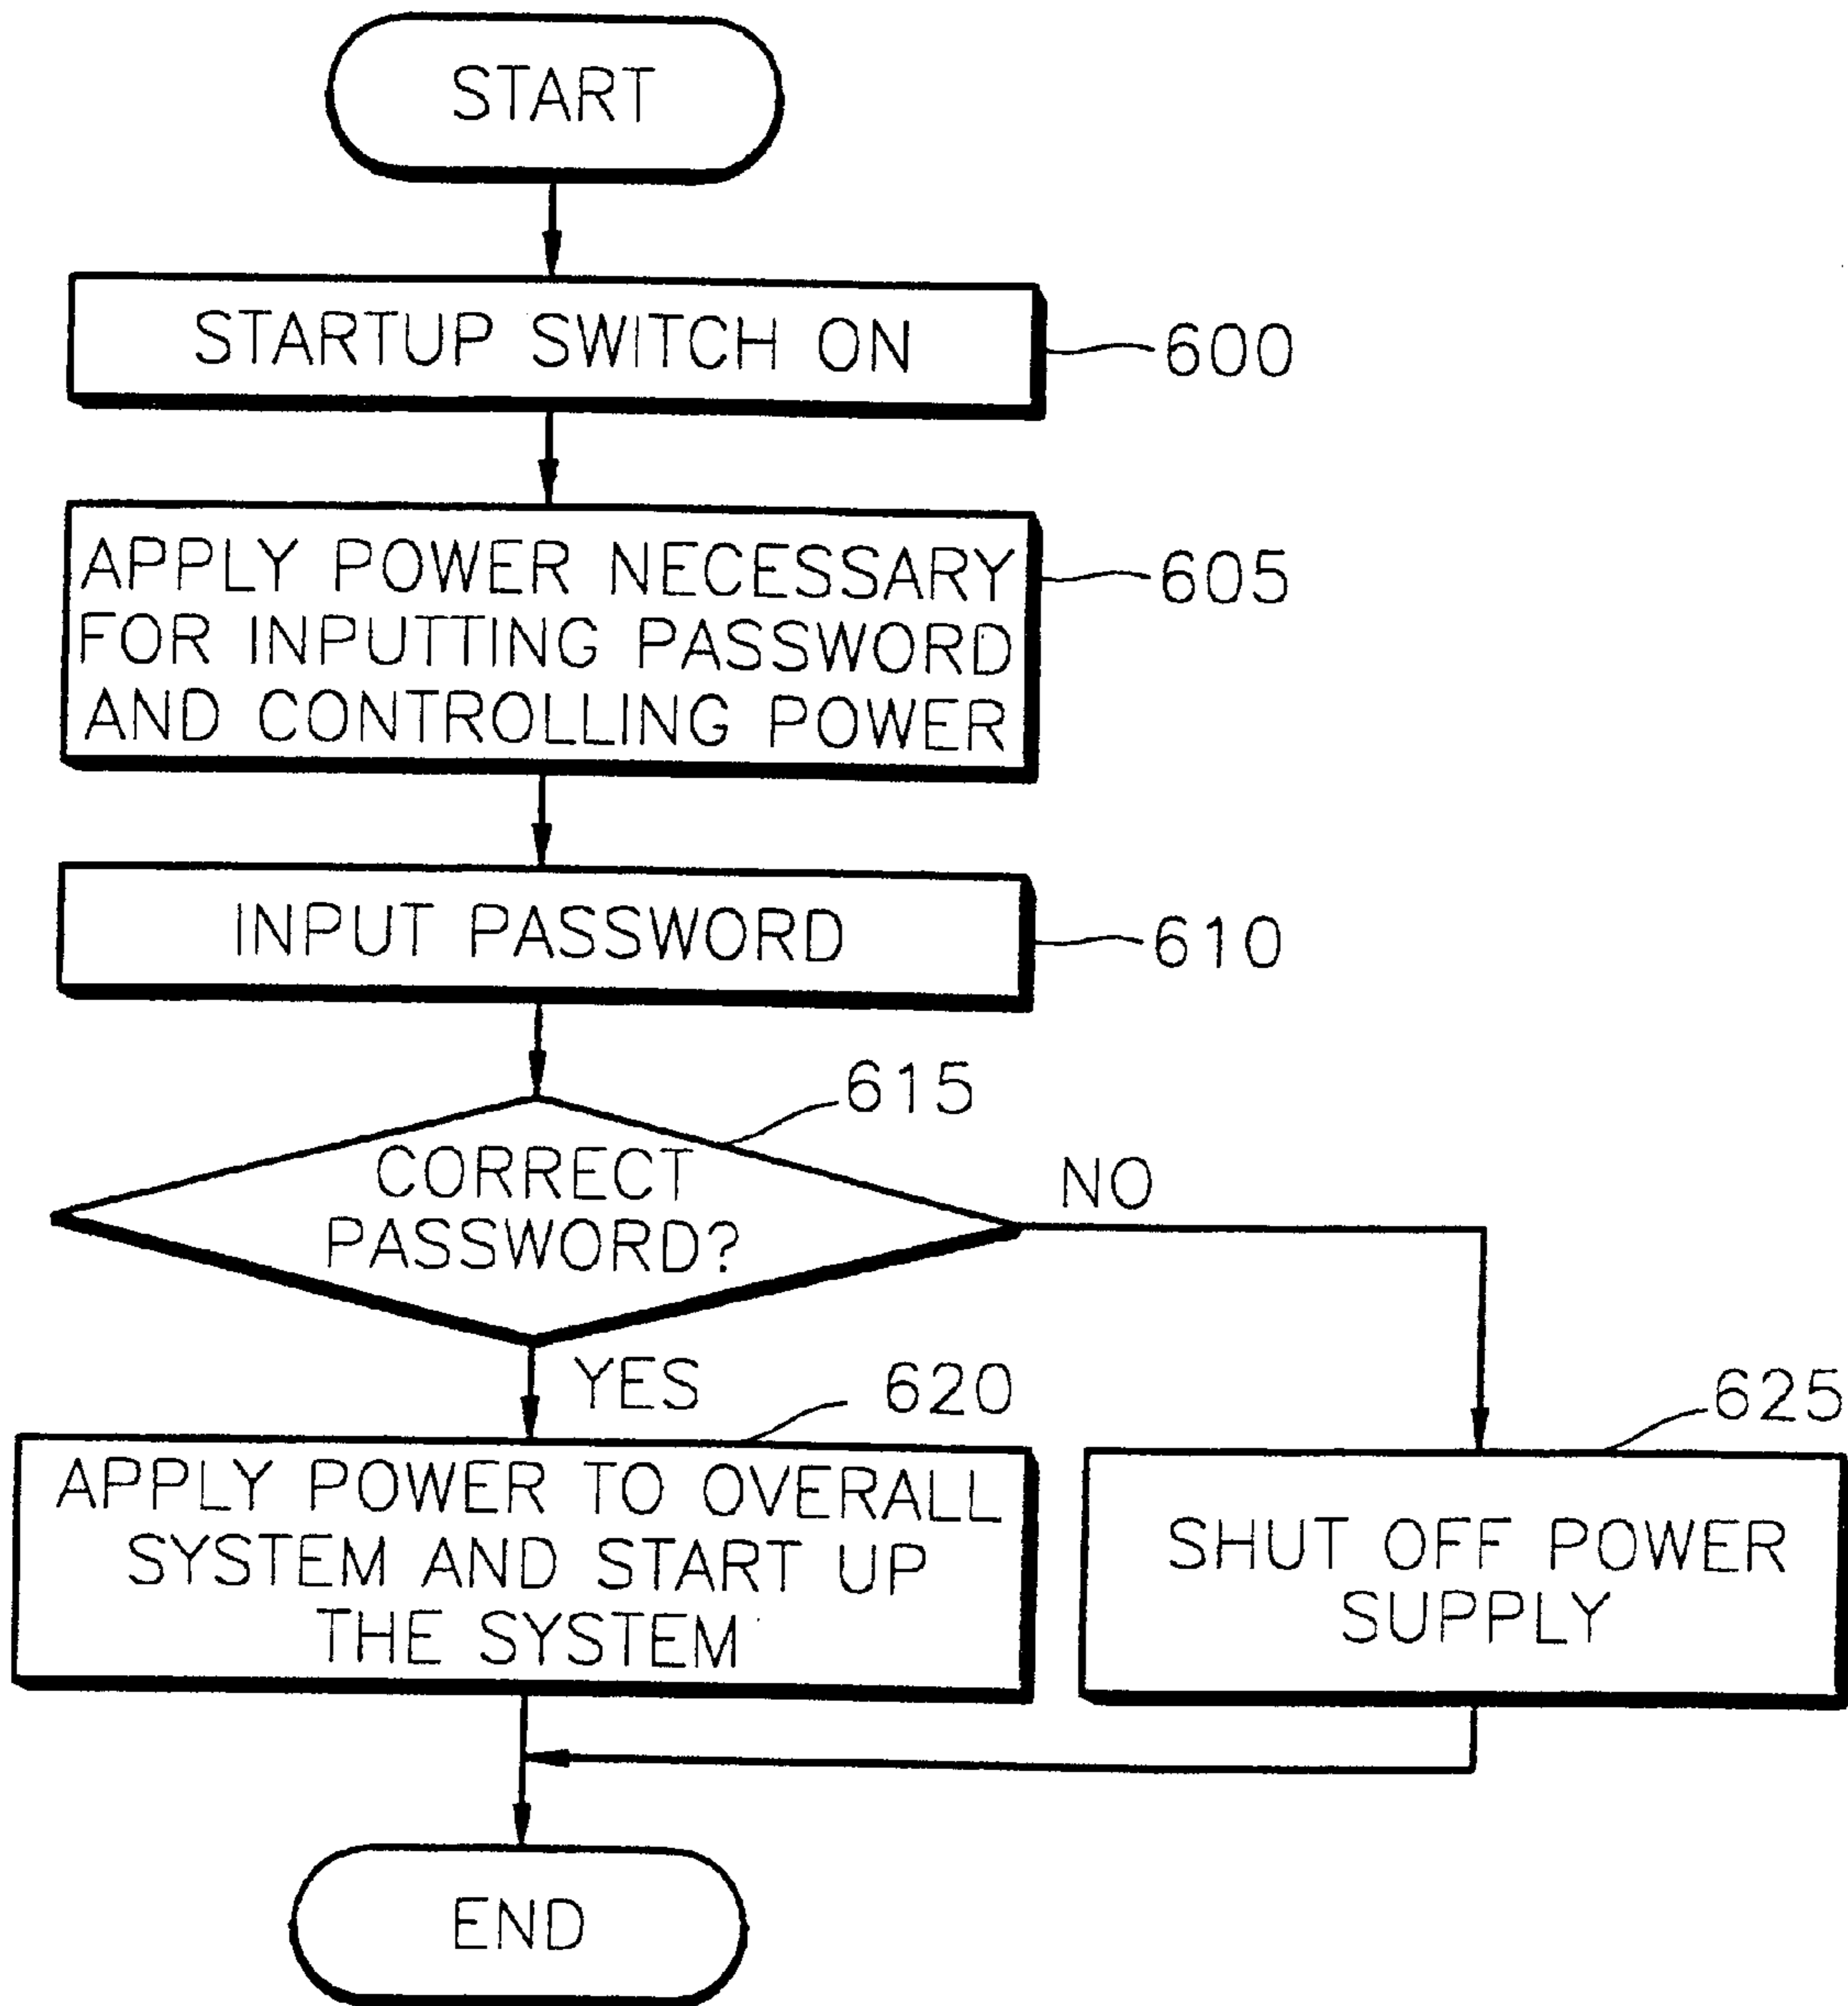 START
STARTUP SWITCH ON
600
APPLY POWER NECESSARY
FOR INPUTTING PASSWORD
AND CONTROLLING POWER
605
INPUT PASSWORD
610
615
CORRECT
PASSWORD?
NO
YES
620
625
APPLY POWER TO OVERALL
SYSTEM AND START UP
THE SYSTEM
SHUT OFF POWER
SUPPLY
END